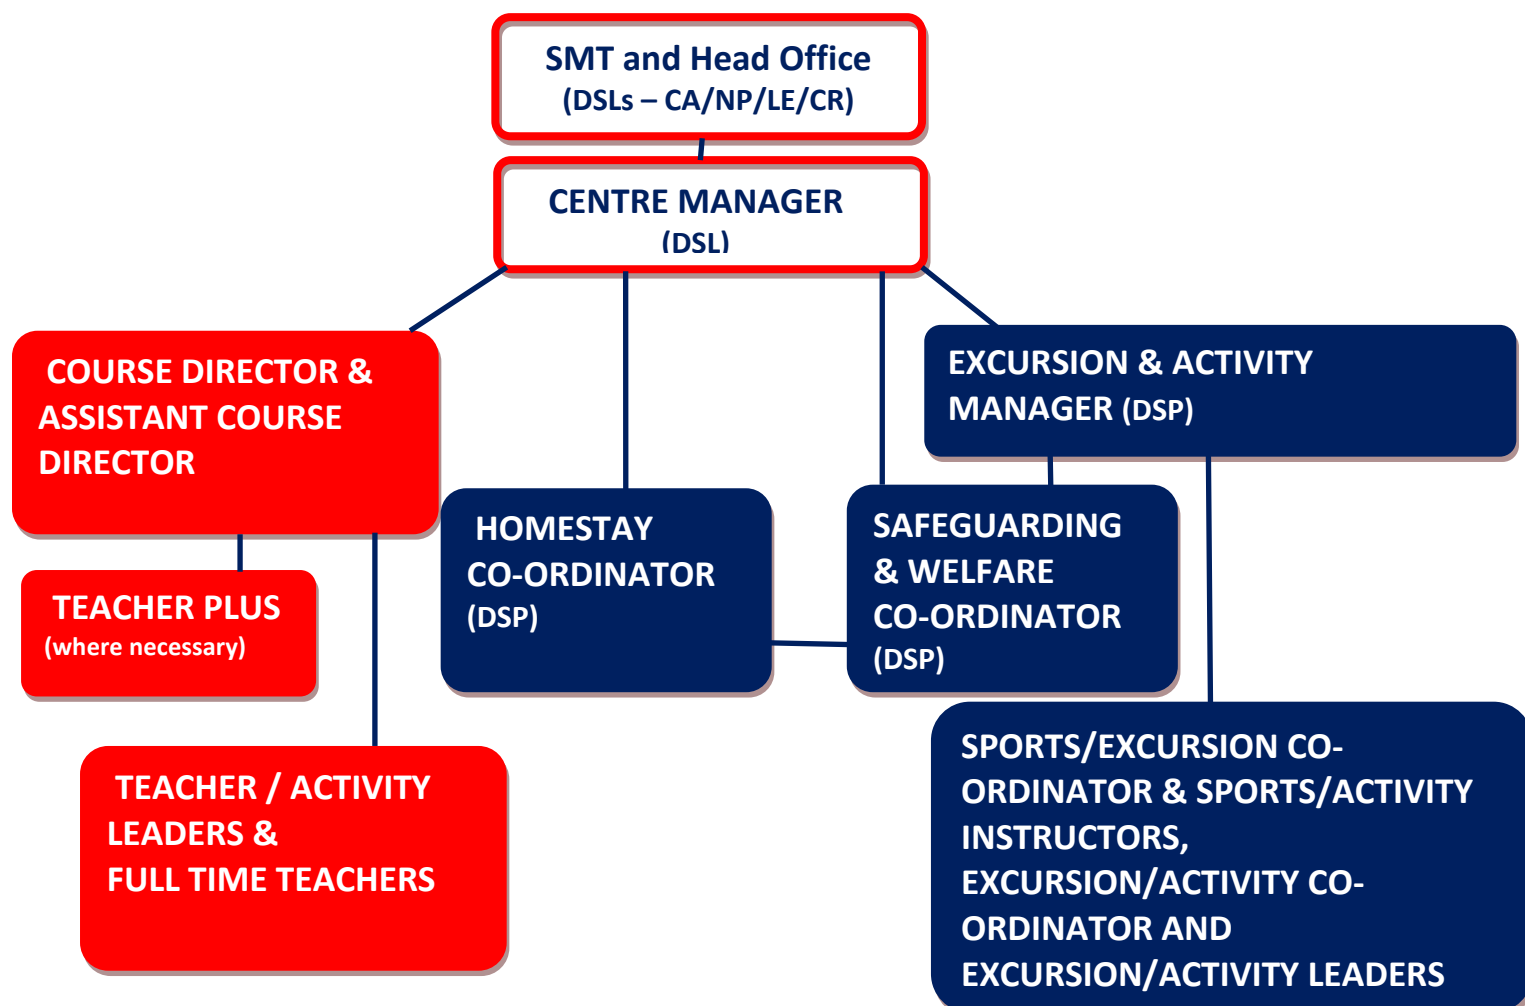 SMT and Head Office
(DSLs – CA/NP/LE/CR)
CENTRE MANAGER
(DSL)
COURSE DIRECTOR &
ASSISTANT COURSE
DIRECTOR
EXCURSION & ACTIVITY
MANAGER (DSP)
HOMESTAY
CO-ORDINATOR
(DSP)
SAFEGUARDING
& WELFARE
CO-ORDINATOR
(DSP)
TEACHER PLUS
(where necessary)
TEACHER / ACTIVITY
LEADERS &
FULL TIME TEACHERS
SPORTS/EXCURSION CO-
ORDINATOR & SPORTS/ACTIVITY
INSTRUCTORS,
EXCURSION/ACTIVITY CO-
ORDINATOR AND
EXCURSION/ACTIVITY LEADERS